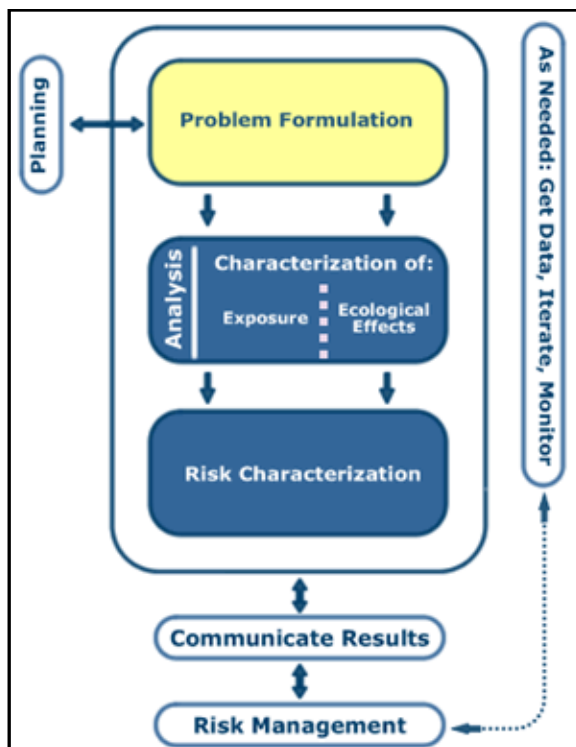 Planning
Problem Formulation
Analysis
Characterization of:
Exposure
Ecological
Effects
Risk Characterization
As Needed: Get Data, Iterate, Monitor
Communicate Results
Risk Management